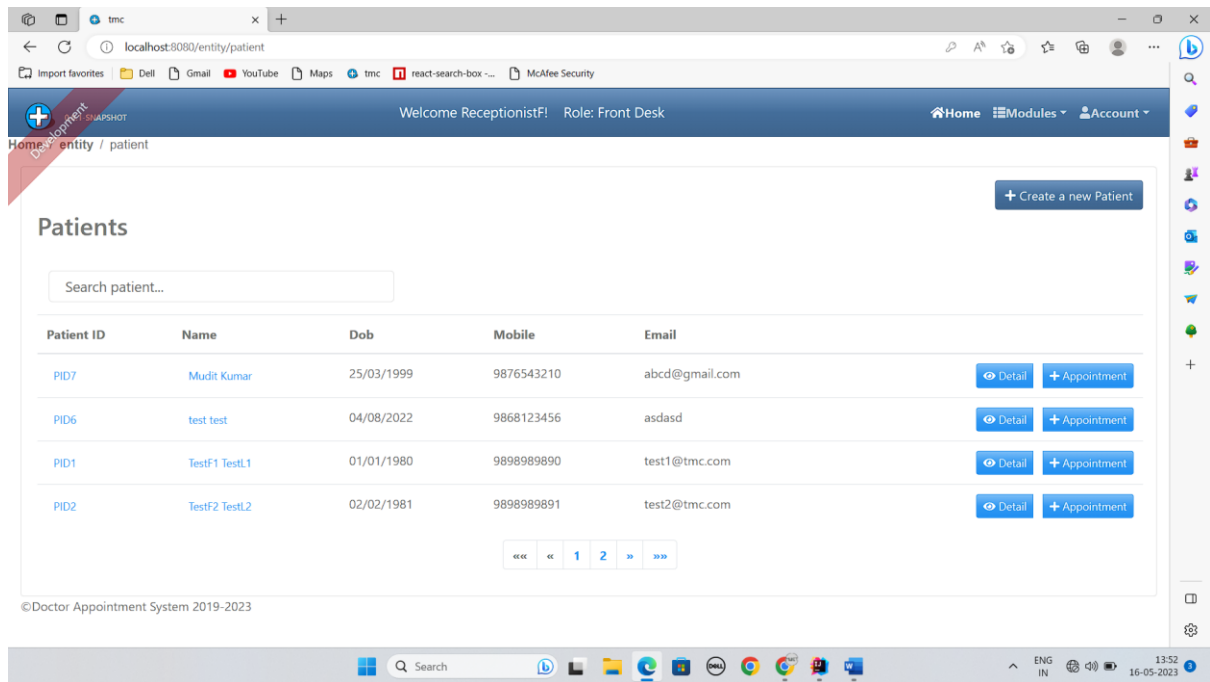 tmc
localhost:8080/entity/patient
Import favorites Dell Gmail YouTube Maps tmc react-search-box -... McAfee Security
Development
SNAPSHOT Welcome ReceptionistF! Role: Front Desk Home Modules Account
Home / entity / patient
+ Create a new Patient
Patients
Search patient...
Patient ID Name Dob Mobile Email
PID7 Mudit Kumar 25/03/1999 9876543210 abcd@gmail.com Detail + Appointment
PID6 test test 04/08/2022 9868123456 asdasd Detail + Appointment
PID1 TestF1 TestL1 01/01/1980 9898989890 test1@tmc.com Detail + Appointment
PID2 TestF2 TestL2 02/02/1981 9898989891 test2@tmc.com Detail + Appointment
«« « 1 2 » »»
©Doctor Appointment System 2019-2023
Search ENG 13:52
IN 16-05-2023 3